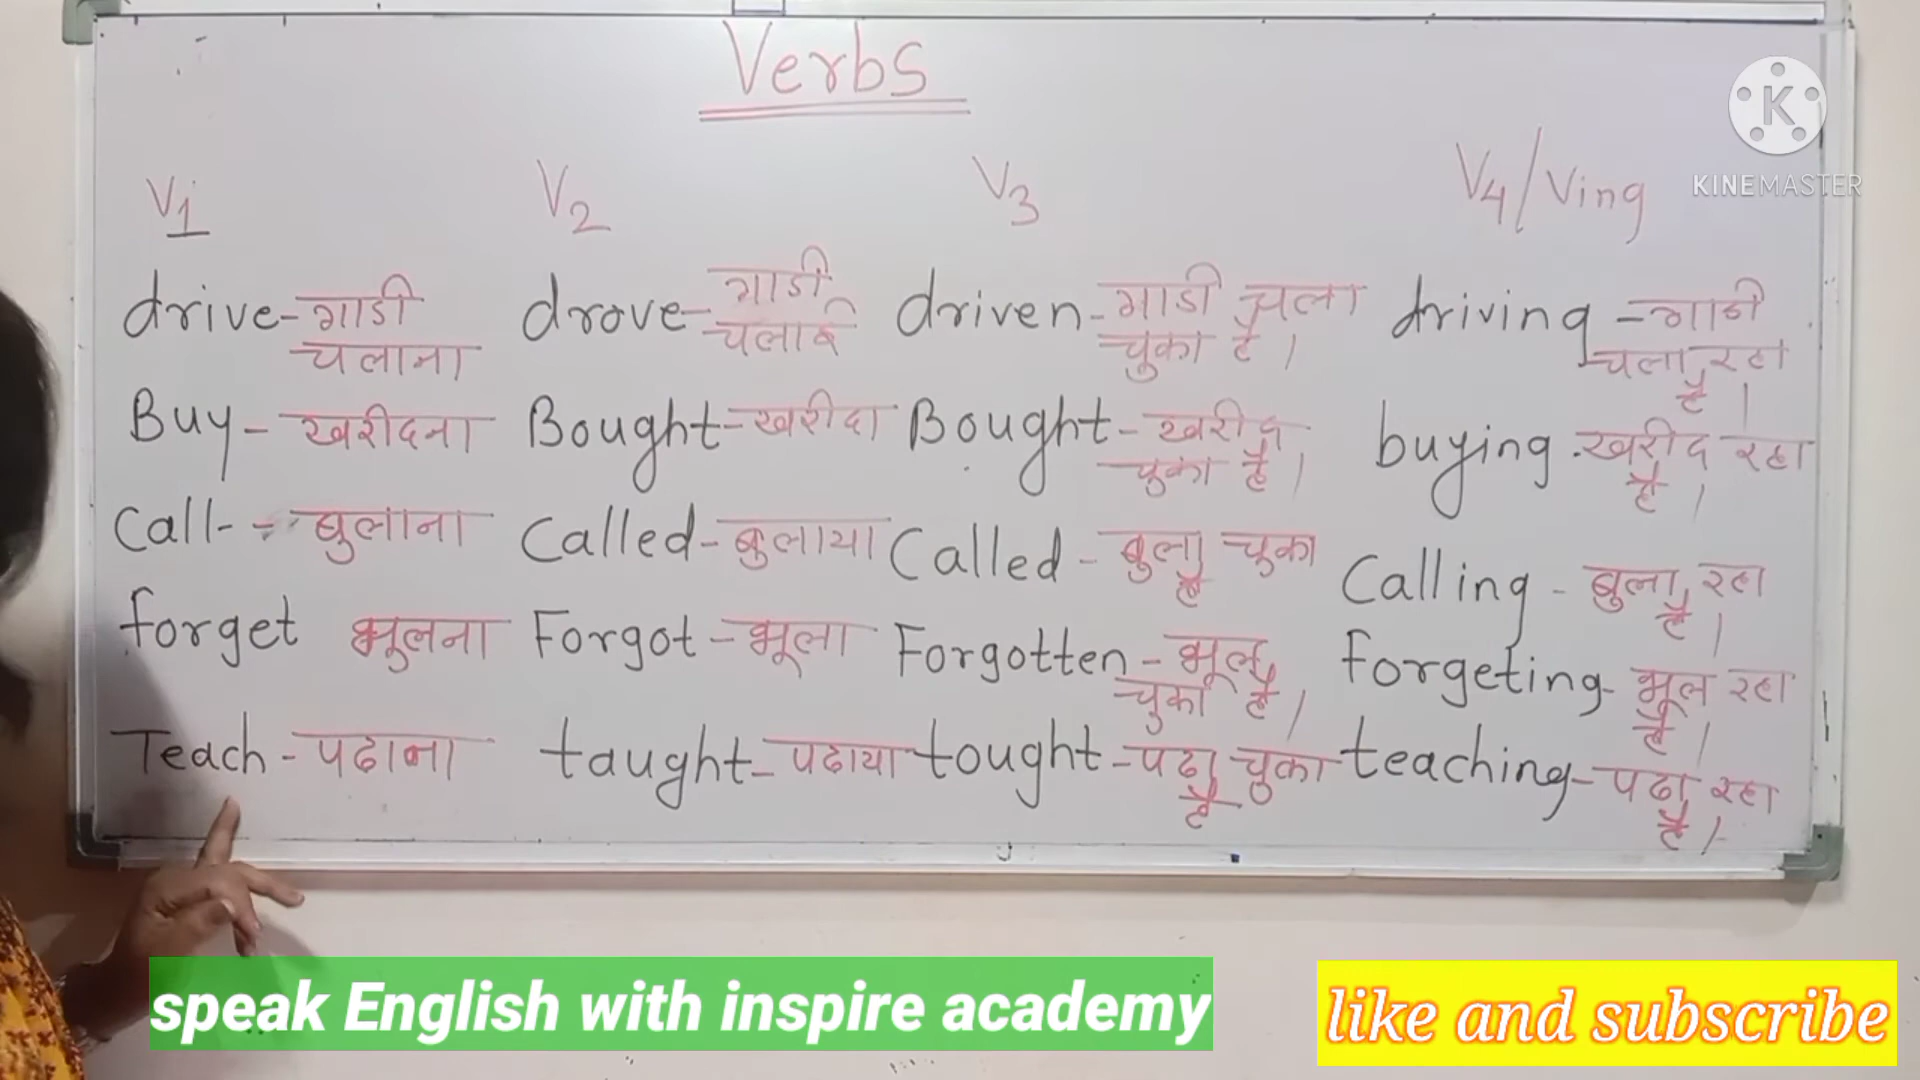 Verbs
V1 V2 V3 V4/Ving
KINEMASTER
drive- गाडी चलाना
drove- गाडी चलाई
driven- गाडी चला चुका है।
driving - गाडी चला रहा है।
Buy - खरीदना
Bought - खरीदा
Bought - खरीद चुका है।
buying - खरीद रहा है।
Call - - बुलाना
Called - बुलाया
Called - बुला चुका है
Calling - बुला रहा है।
forget भुलना
Forgot - भूला
Forgotten - भूल चुका है।
forgeting - भूल रहा है।
Teach - पढाना
taught - पढाया
tought - पढा चुका है
teaching - पढा रहा है।
speak English with inspire academy
like and subscribe